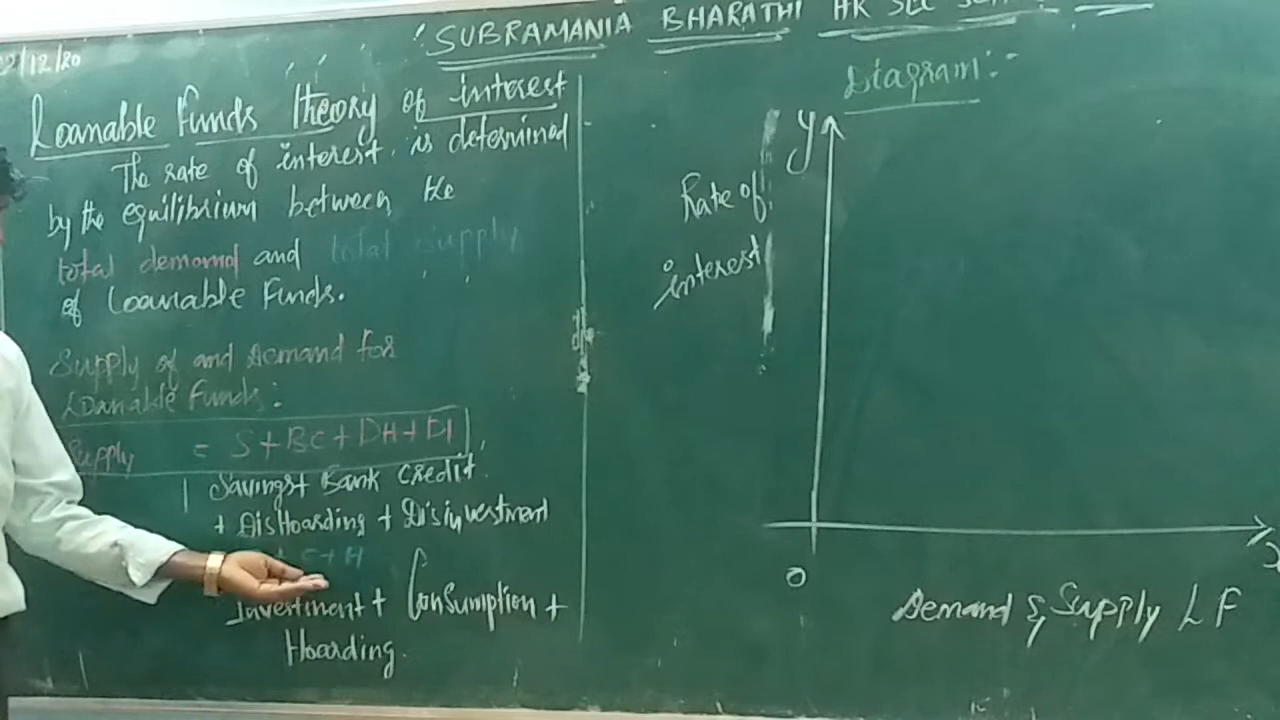 SUBRAMANIA BHARATHI HR SEC
2/12/20
Loanable Funds Theory of interest
The rate of interest is determined
by the equilibrium between the
total demand and total supply
of Loanable Funds.
Supply of and Demand for
Loanable Funds:
Supply = S+BC+DH+DI
Savings+ Bank Credit
+ DisHoarding + Disinvestment
+H
Investment + Consumption +
Hoarding.
Diagram:-
y
Rate of
interest
o
x
Demand & Supply LF